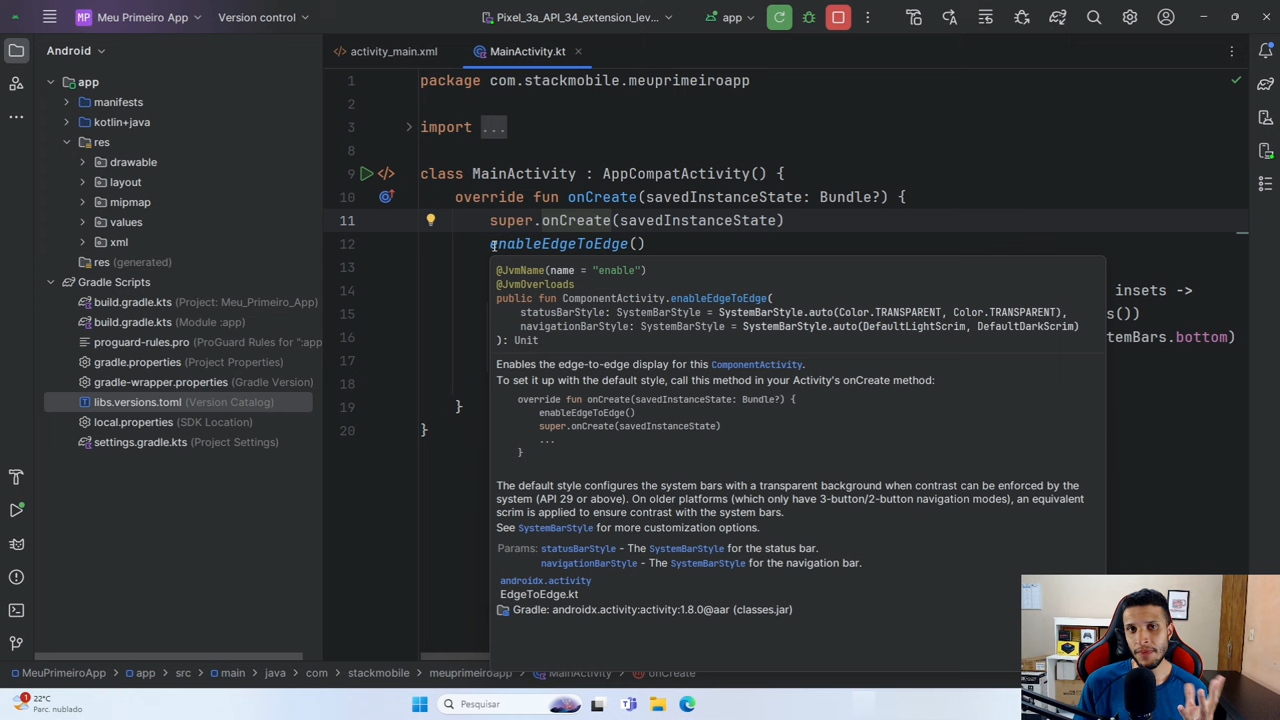 MP Meu Primeiro App Version control Pixel_3a_API_34_extension_lev... app
Android activity_main.xml MainActivity.kt
app
manifests
kotlin+java
res
drawable
layout
mipmap
values
xml
res (generated)
Gradle Scripts
build.gradle.kts (Project: Meu_Primeiro_App)
build.gradle.kts (Module :app)
proguard-rules.pro (ProGuard Rules for ":app
gradle.properties (Project Properties)
gradle-wrapper.properties (Gradle Version)
libs.versions.toml (Version Catalog)
local.properties (SDK Location)
settings.gradle.kts (Project Settings)
1 package com.stackmobile.meuprimeiroapp
2
3 import ...
8
9 class MainActivity : AppCompatActivity() {
10 override fun onCreate(savedInstanceState: Bundle?) {
11 super.onCreate(savedInstanceState)
12 enableEdgeToEdge()
13
14 insets ->
15 s())
16 temBars.bottom)
17
18
19 }
20 }
@JvmName(name = "enable")
@JvmOverloads
public fun ComponentActivity.enableEdgeToEdge(
statusBarStyle: SystemBarStyle = SystemBarStyle.auto(Color.TRANSPARENT, Color.TRANSPARENT),
navigationBarStyle: SystemBarStyle = SystemBarStyle.auto(DefaultLightScrim, DefaultDarkScrim)
): Unit
Enables the edge-to-edge display for this ComponentActivity.
To set it up with the default style, call this method in your Activity's onCreate method:
override fun onCreate(savedInstanceState: Bundle?) {
enableEdgeToEdge()
super.onCreate(savedInstanceState)
...
}
The default style configures the system bars with a transparent background when contrast can be enforced by the
system (API 29 or above). On older platforms (which only have 3-button/2-button navigation modes), an equivalent
scrim is applied to ensure contrast with the system bars.
See SystemBarStyle for more customization options.
Params: statusBarStyle - The SystemBarStyle for the status bar.
navigationBarStyle - The SystemBarStyle for the navigation bar.
androidx.activity
EdgeToEdge.kt
Gradle: androidx.activity:activity:1.8.0@aar (classes.jar)
MeuPrimeiroApp > app > src > main > java > com > stackmobile > meuprimeiroapp > MainActivity > onCreate
1
22°C
Parc. nublado
Pesquisar